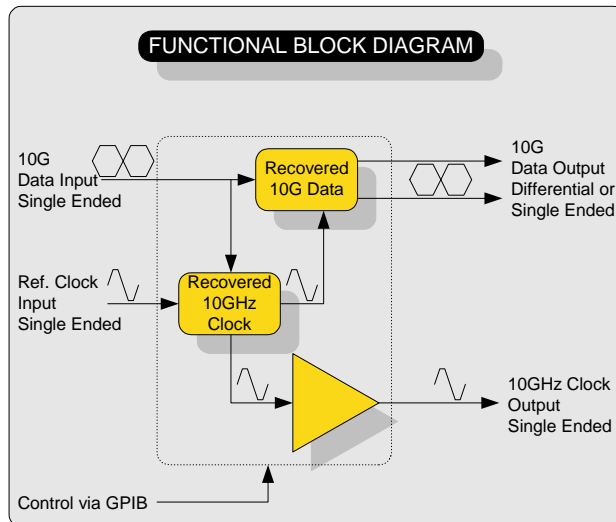 FUNCTIONAL BLOCK DIAGRAM
10G
Data Input
Single Ended
Recovered
10G Data
10G
Data Output
Differential or
Single Ended
Ref. Clock
Input
Single Ended
Recovered
10GHz
Clock
10GHz Clock
Output
Single Ended
Control via GPIB